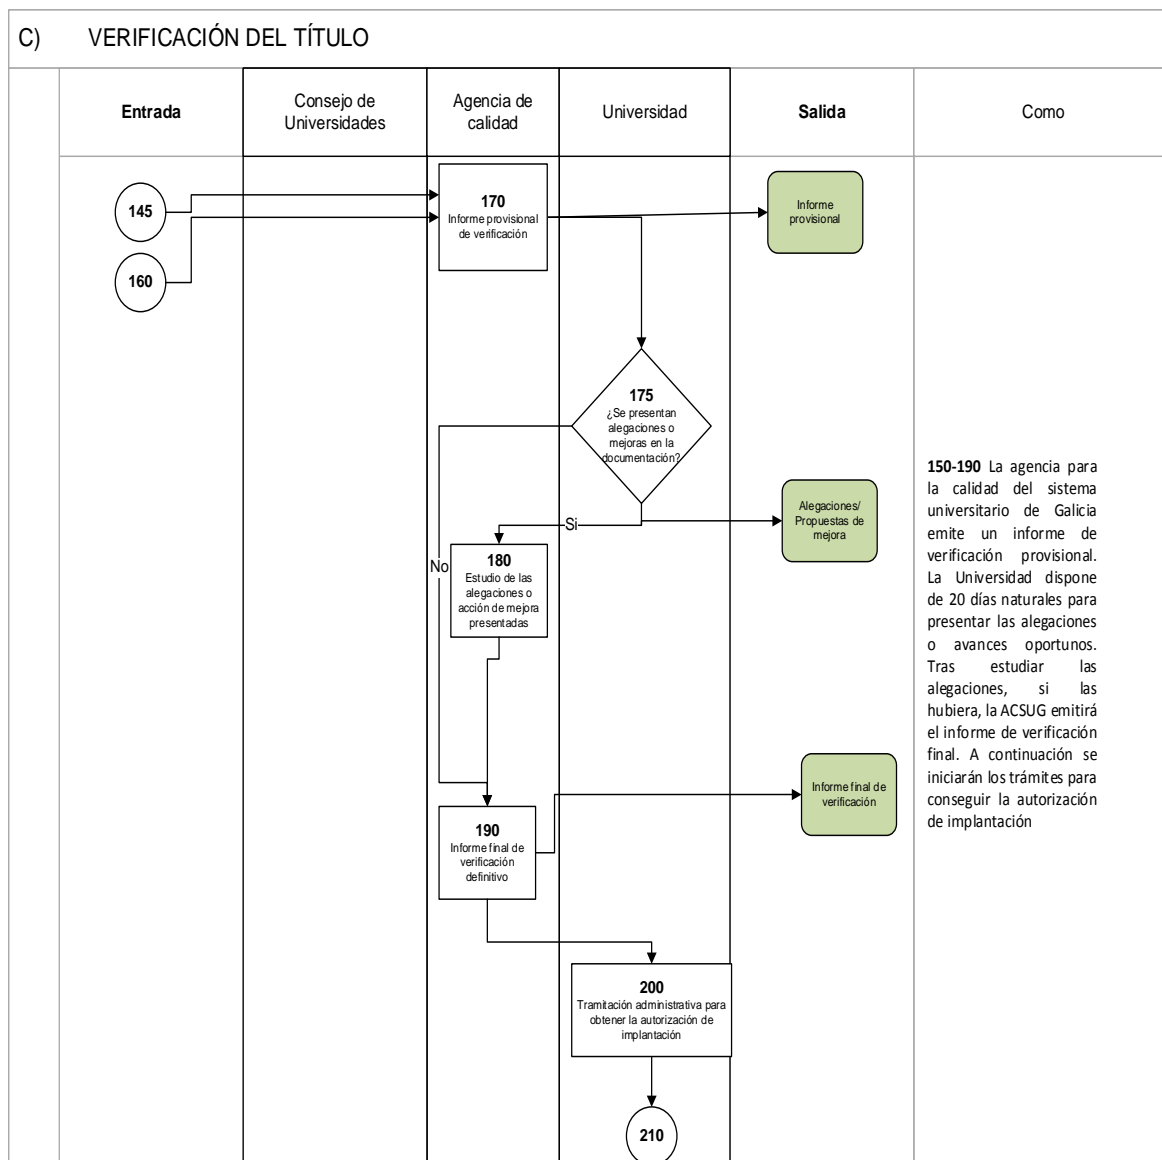 C) VERIFICACIÓN DEL TÍTULO
Entrada
Consejo de
Universidades
Agencia de
calidad
Universidad
Salida
Como
145
160
170
Informe provisional
de verificación
Informe
provisional
175
¿Se presentan
alegaciones o
mejoras en la
documentación?
Si
No
Alegaciones/
Propuestas de
mejora
180
Estudio de las
alegaciones o
acción de mejora
presentadas
150-190 La agencia para
la calidad del sistema
universitario de Galicia
emite un informe de
verificación provisional.
La Universidad dispone
de 20 días naturales para
presentar las alegaciones
o avances oportunos.
Tras estudiar las
alegaciones, si las
hubiera, la ACSUG emitirá
el informe de verificación
final. A continuación se
iniciarán los trámites para
conseguir la autorización
de implantación
190
Informe final de
verificación
definitivo
Informe final de
verificación
200
Tramitación administrativa para
obtener la autorización de
implantación
210